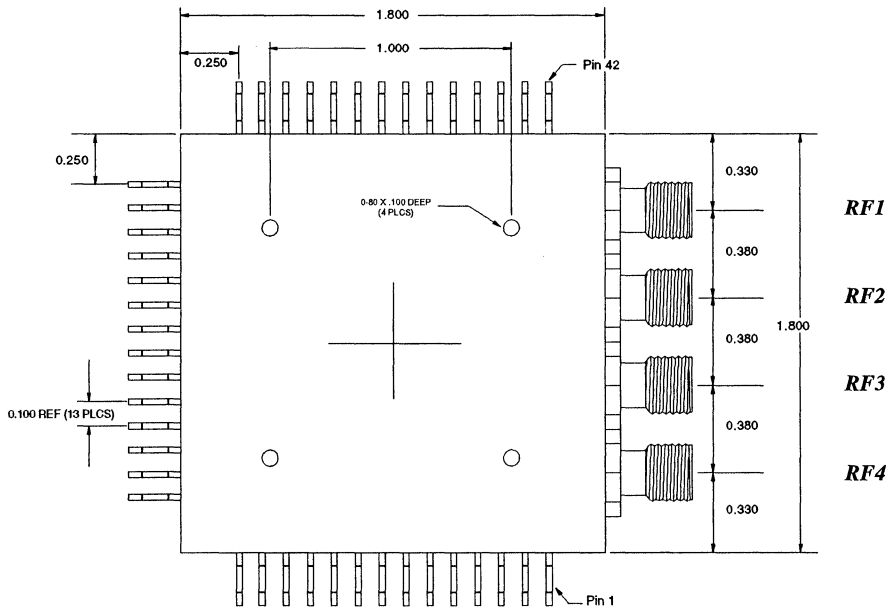 1.800
1.000
0.250
Pin 42
0.250
0.330
0-80 X .100 DEEP
(4 PLCS)
RF1
0.380
RF2
1.800
0.380
RF3
0.100 REF (13 PLCS)
0.380
RF4
0.330
Pin 1